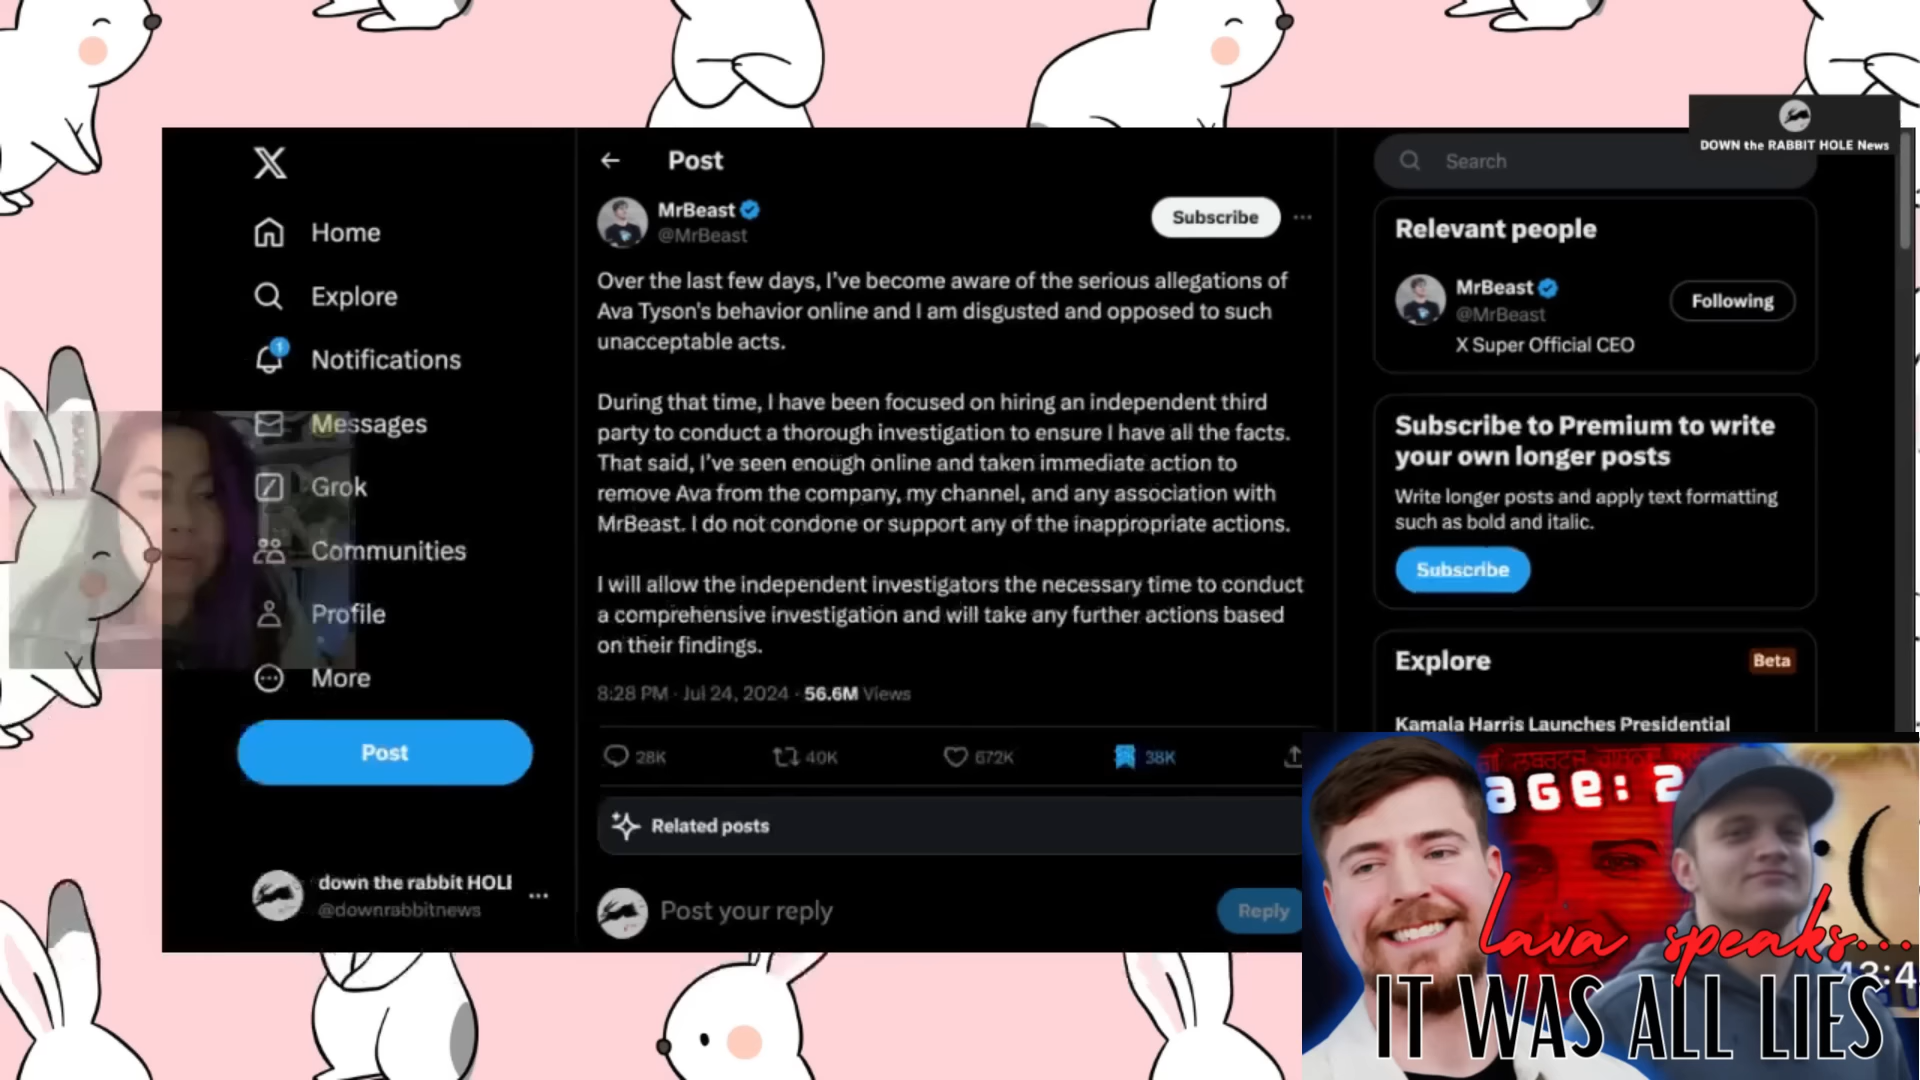 DOWN the RABBIT HOLE News
X
Home
Explore
1
Notifications
Messages
Grok
Communities
Profile
More
Post
down the rabbit HOLE
@downrabbitnews
Post
MrBeast
@MrBeast
Subscribe
Over the last few days, I've become aware of the serious allegations of
Ava Tyson's behavior online and I am disgusted and opposed to such
unacceptable acts.
During that time, I have been focused on hiring an independent third
party to conduct a thorough investigation to ensure I have all the facts.
That said, I've seen enough online and taken immediate action to
remove Ava from the company, my channel, and any association with
MrBeast. I do not condone or support any of the inappropriate actions.
I will allow the independent investigators the necessary time to conduct
a comprehensive investigation and will take any further actions based
on their findings.
8:28 PM · Jul 24, 2024 · 56.6M Views
28K 40K 672K 38K
Related posts
Post your reply
Reply
Search
Relevant people
MrBeast
@MrBeast
Following
X Super Official CEO
Subscribe to Premium to write
your own longer posts
Write longer posts and apply text formatting
such as bold and italic.
Subscribe
Explore
Beta
Kamala Harris Launches Presidential
age: 2
:(
lava speaks...
IT WAS ALL LIES